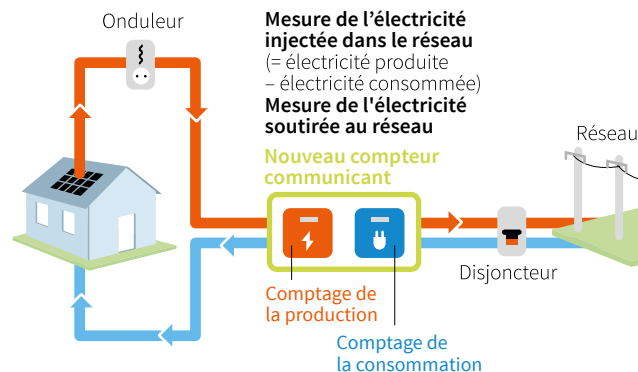 Onduleur
Mesure de l’électricité
injectée dans le réseau
(= électricité produite
– électricité consommée)
Mesure de l'électricité
soutirée au réseau
Réseau
Nouveau compteur
communicant
Disjoncteur
Comptage de
la production
Comptage de
la consommation